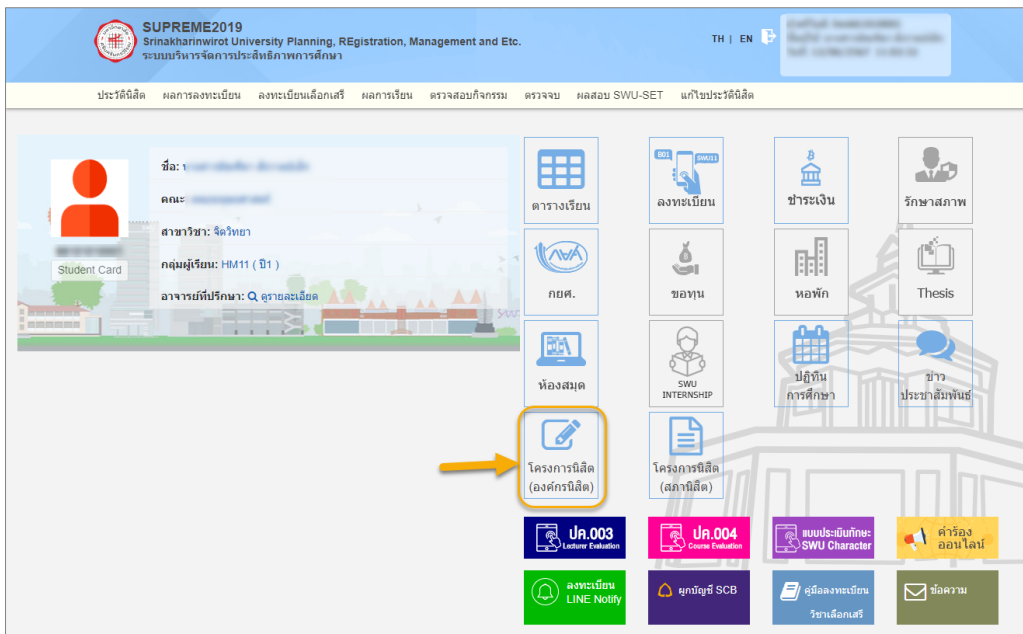 SUPREME2019
Srinakharinwirot University Planning, REgistration, Management and Etc.
ระบบบริหารจัดการประสิทธิภาพการศึกษา
TH | EN
ประวัตินิสิต ผลการลงทะเบียน ลงทะเบียนเลือกเสรี ผลการเรียน ตรวจสอบกิจกรรม ตรวจจบ ผลสอบ SWU-SET แก้ไขประวัตินิสิต
ชื่อ:
คณะ:
สาขาวิชา: จิตวิทยา
กลุ่มผู้เรียน: HM11 ( ปี1 )
อาจารย์ที่ปรึกษา: ดูรายละเอียด
Student Card
ตารางเรียน
B01 SWU11
ลงทะเบียน
ชำระเงิน
รักษาสภาพ
กยศ.
ขอทุน
หอพัก
Thesis
ห้องสมุด
SWU
INTERNSHIP
ปฏิทิน
การศึกษา
ข่าว
ประชาสัมพันธ์
โครงการนิสิต
(องค์กรนิสิต)
โครงการนิสิต
(สภานิสิต)
ปค.003
Lecturer Evaluation
ปค.004
Course Evaluation
แบบประเมินทักษะ
SWU Character
คำร้อง
ออนไลน์
ลงทะเบียน
LINE Notify
ผูกบัญชี SCB
คู่มือลงทะเบียน
วิชาเลือกเสรี
ข้อความ